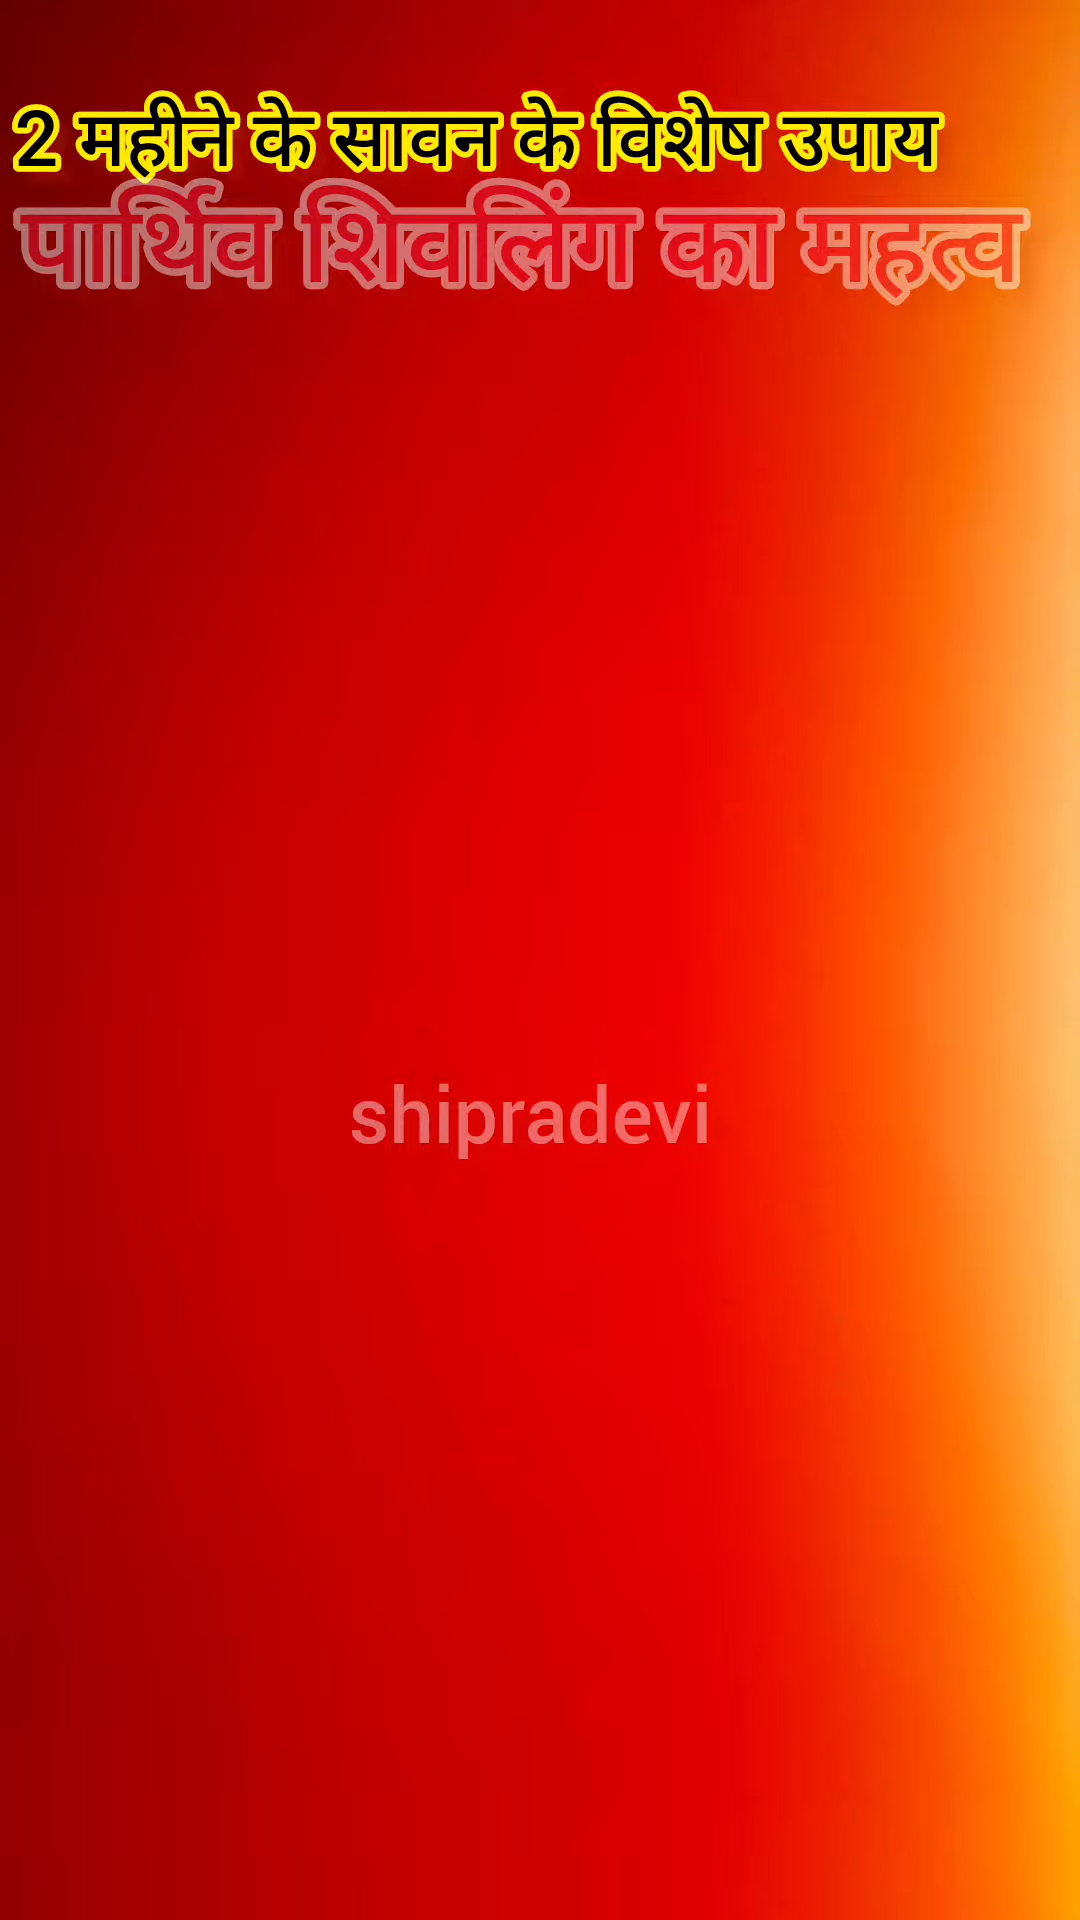 2 महीने के सावन के विशेष उपाय
पार्थिव शिवलिंग का महत्व
shipradevi